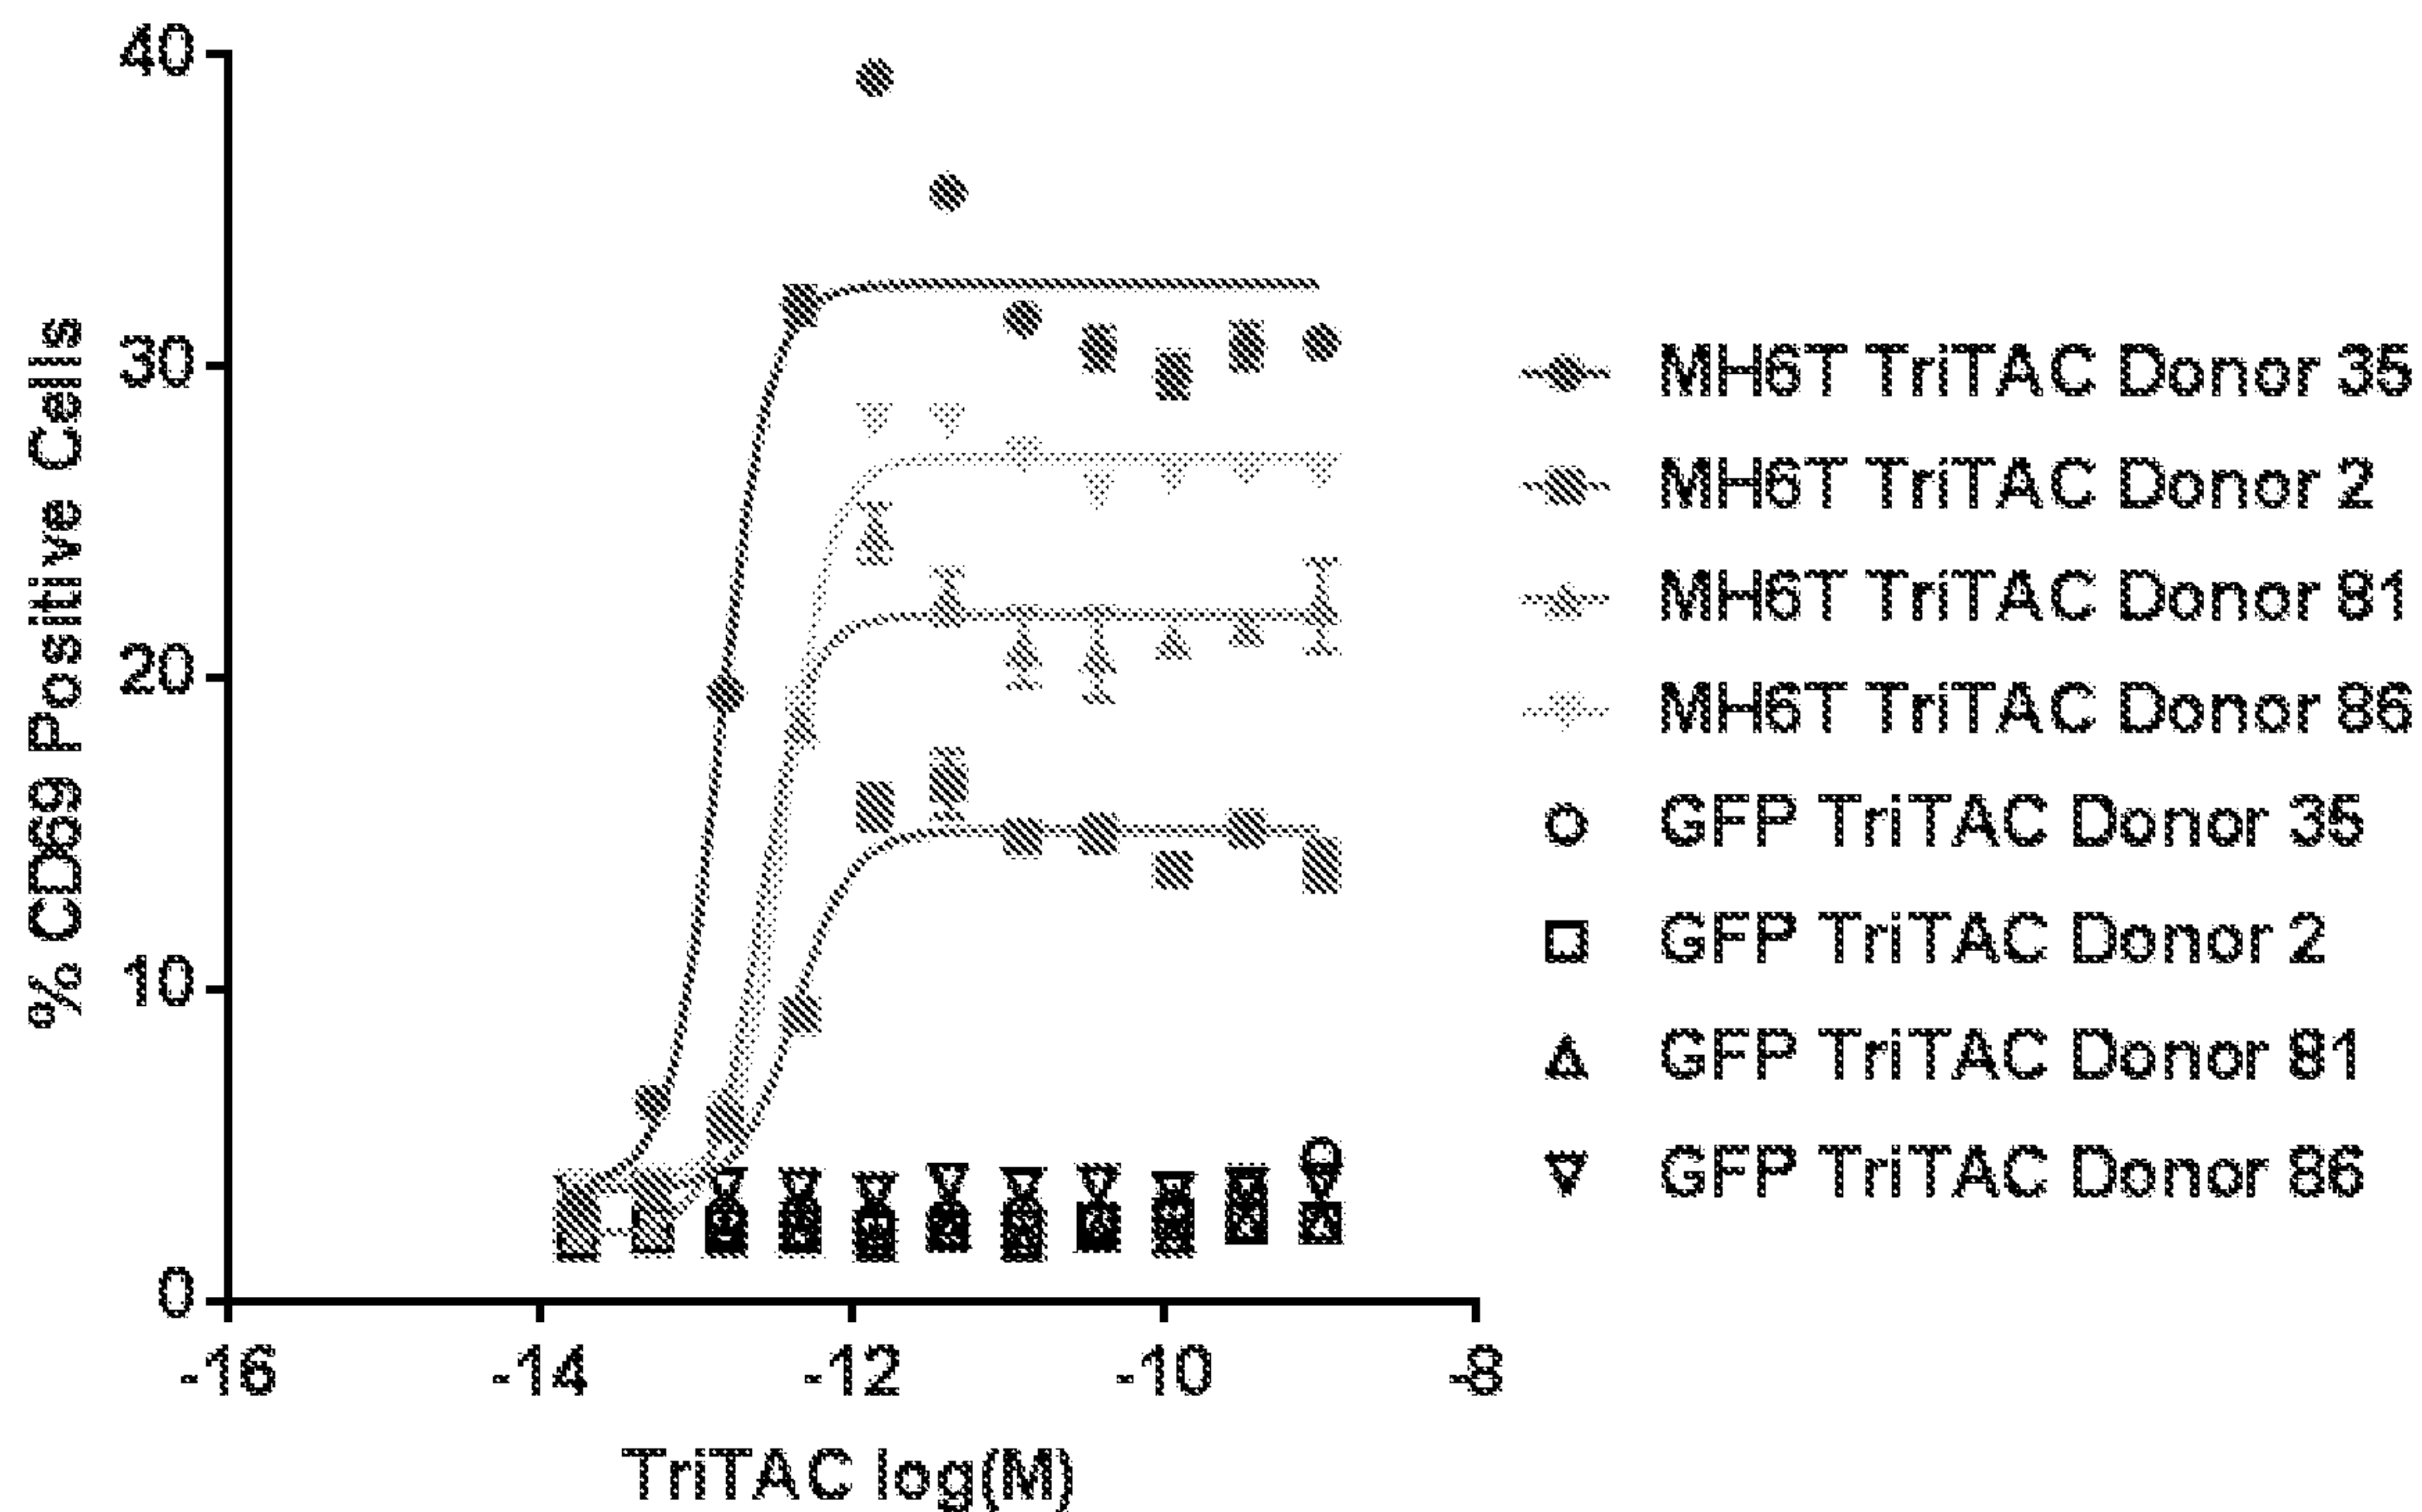 40
30
20
10
0
% CD69 Positive Cells
-16
-14
-12
-10
-8
TriTAC log(M)
MH6T TriTAC Donor 35
MH6T TriTAC Donor 2
MH6T TriTAC Donor 81
MH6T TriTAC Donor 86
GFP TriTAC Donor 35
GFP TriTAC Donor 2
GFP TriTAC Donor 81
GFP TriTAC Donor 86